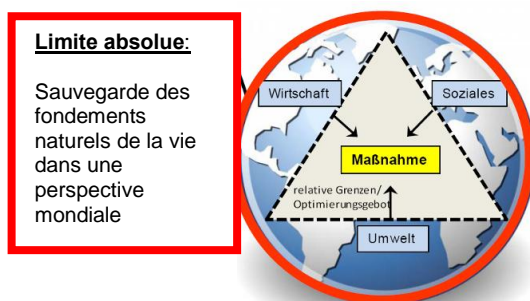 Limite absolue:
Sauvegarde des
fondements
naturels de la vie
dans une
perspective
mondiale
Wirtschaft
Soziales
Maßnahme
relative Grenzen/
Optimierungsgebot
Umwelt